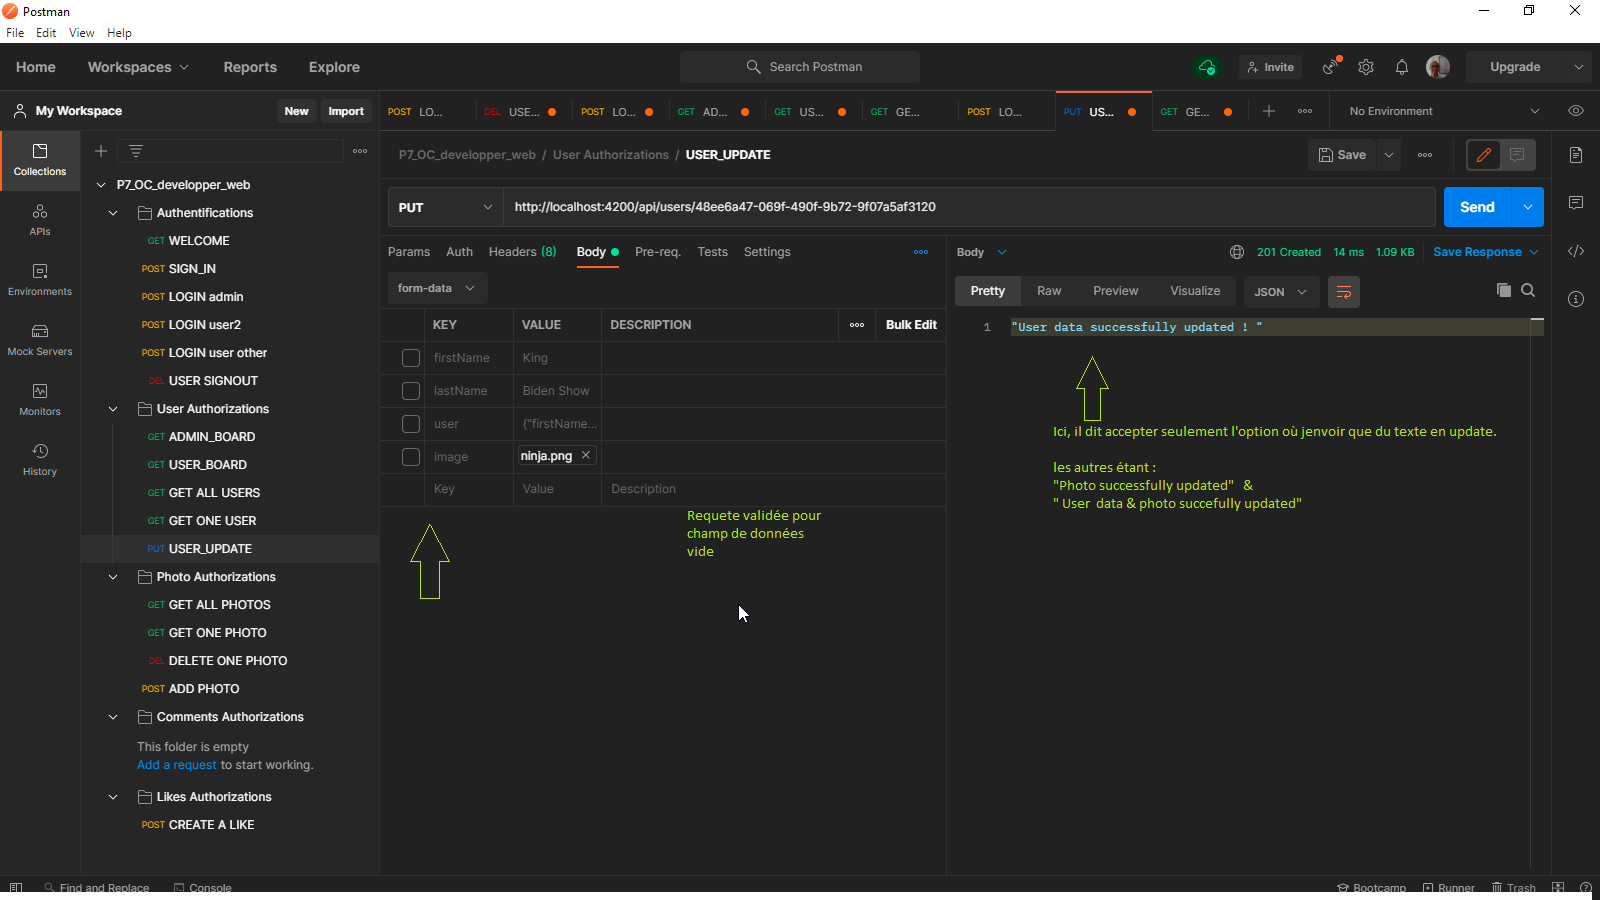 Postman
File Edit View Help
Home Workspaces Reports Explore Search Postman Invite Upgrade
My Workspace New Import POST LO... DEL USE... POST LO... GET AD... GET US... GET GE... POST LO... PUT US... GET GE... No Environment
P7_OC_developper_web / User Authorizations / USER_UPDATE Save
Collections
APIs
Environments
Mock Servers
Monitors
History
P7_OC_developper_web
Authentifications
GET WELCOME
POST SIGN_IN
POST LOGIN admin
POST LOGIN user2
POST LOGIN user other
DEL USER SIGNOUT
User Authorizations
GET ADMIN_BOARD
GET USER_BOARD
GET GET ALL USERS
GET GET ONE USER
PUT USER_UPDATE
Photo Authorizations
GET GET ALL PHOTOS
GET GET ONE PHOTO
DEL DELETE ONE PHOTO
POST ADD PHOTO
Comments Authorizations
This folder is empty
Add a request to start working.
Likes Authorizations
POST CREATE A LIKE
PUT http://localhost:4200/api/users/48ee6a47-069f-490f-9b72-9f07a5af3120 Send
Params Auth Headers (8) Body Pre-req. Tests Settings
form-data
KEY VALUE DESCRIPTION Bulk Edit
firstName King
lastName Biden Show
user {"firstName...
image ninja.png
Key Value Description
Requete validée pour
champ de données
vide
Body 201 Created 14 ms 1.09 KB Save Response
Pretty Raw Preview Visualize JSON
1 "User data successfully updated ! "
Ici, il dit accepter seulement l'option où jenvoir que du texte en update.
les autres étant :
"Photo successfully updated" &
" User data & photo succefully updated"
Find and Replace Console Bootcamp Runner Trash